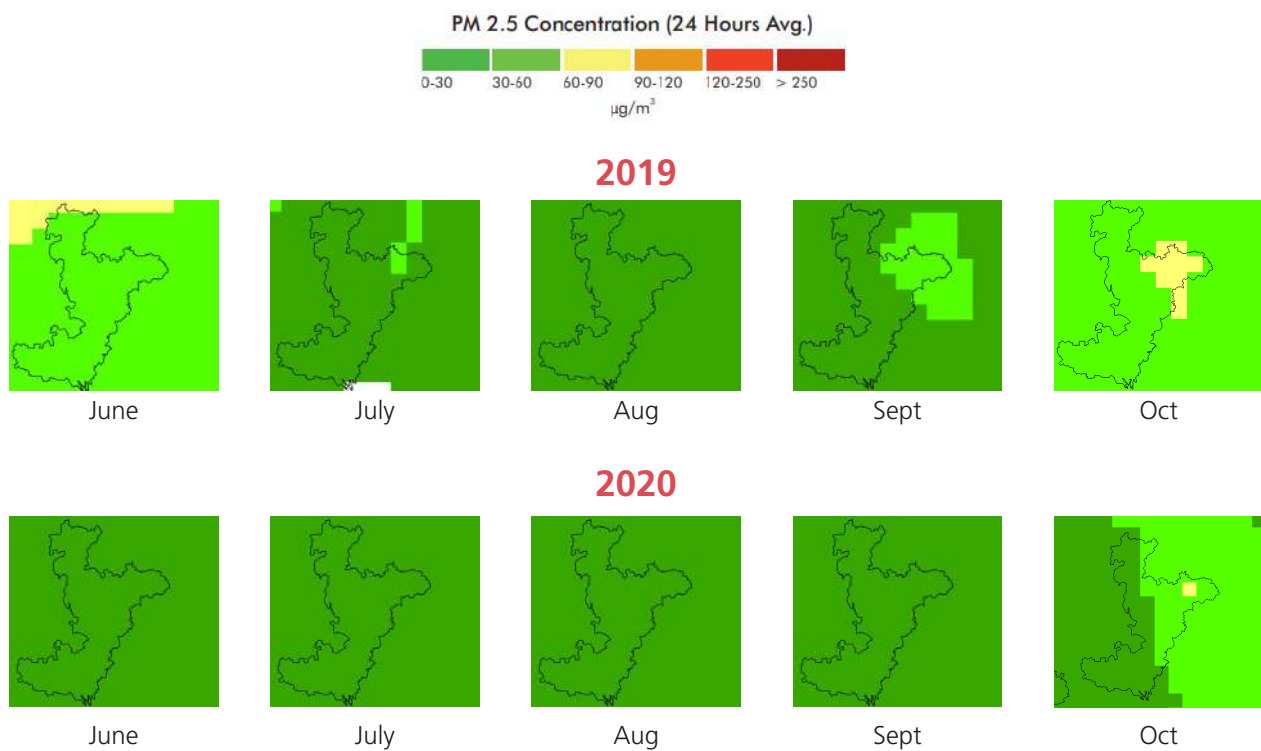 PM 2.5 Concentration (24 Hours Avg.)
0-30 30-60 60-90 90-120 120-250 > 250
µg/m³
2019
June July Aug Sept Oct
2020
June July Aug Sept Oct